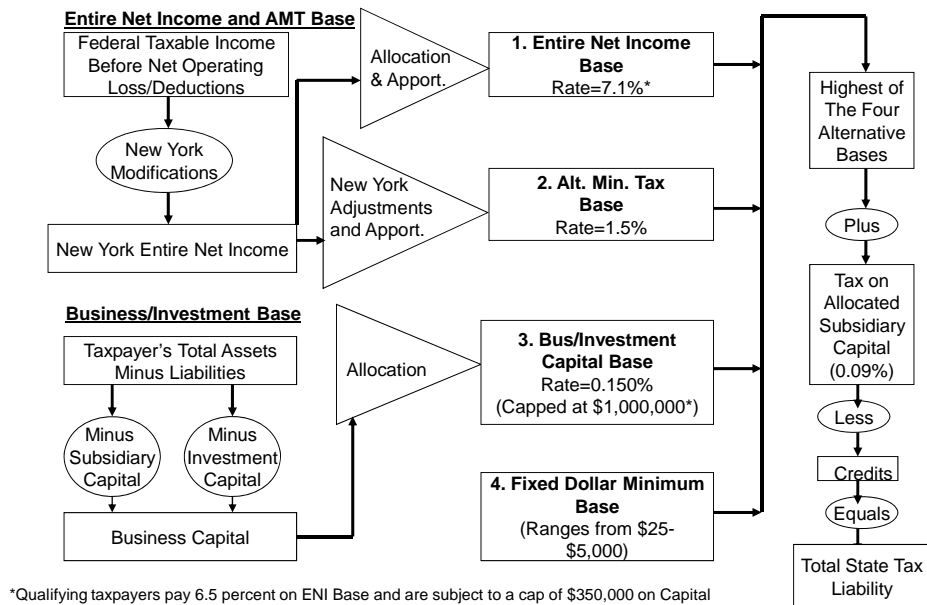 Entire Net Income and AMT Base
Federal Taxable Income
Before Net Operating
Loss/Deductions
New York
Modifications
New York Entire Net Income
Allocation
& Apport.
1. Entire Net Income
Base
Rate=7.1%*
New York
Adjustments
and Apport.
2. Alt. Min. Tax
Base
Rate=1.5%
Business/Investment Base
Taxpayer's Total Assets
Minus Liabilities
Minus
Subsidiary
Capital
Minus
Investment
Capital
Business Capital
Allocation
3. Bus/Investment
Capital Base
Rate=0.150%
(Capped at $1,000,000*)
4. Fixed Dollar Minimum
Base
(Ranges from $25-
$5,000)
Highest of
The Four
Alternative
Bases
Plus
Tax on
Allocated
Subsidiary
Capital
(0.09%)
Less
Credits
Equals
Total State Tax
Liability
*Qualifying taxpayers pay 6.5 percent on ENI Base and are subject to a cap of $350,000 on Capital